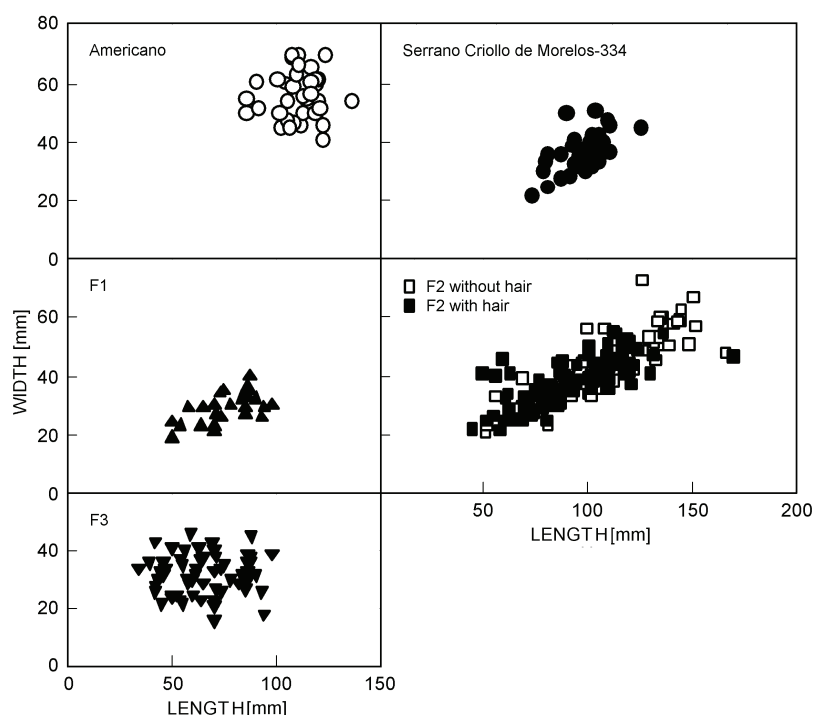 80
Americano
Serrano Criollo de Morelos-334
60
40
20
0
F1
F2 without hair
F2 with hair
60
40
20
0
WIDTH [mm]
50
100
150
200
LENGTH[mm]
F3
40
20
0
0
50
100
150
LENGTH[mm]